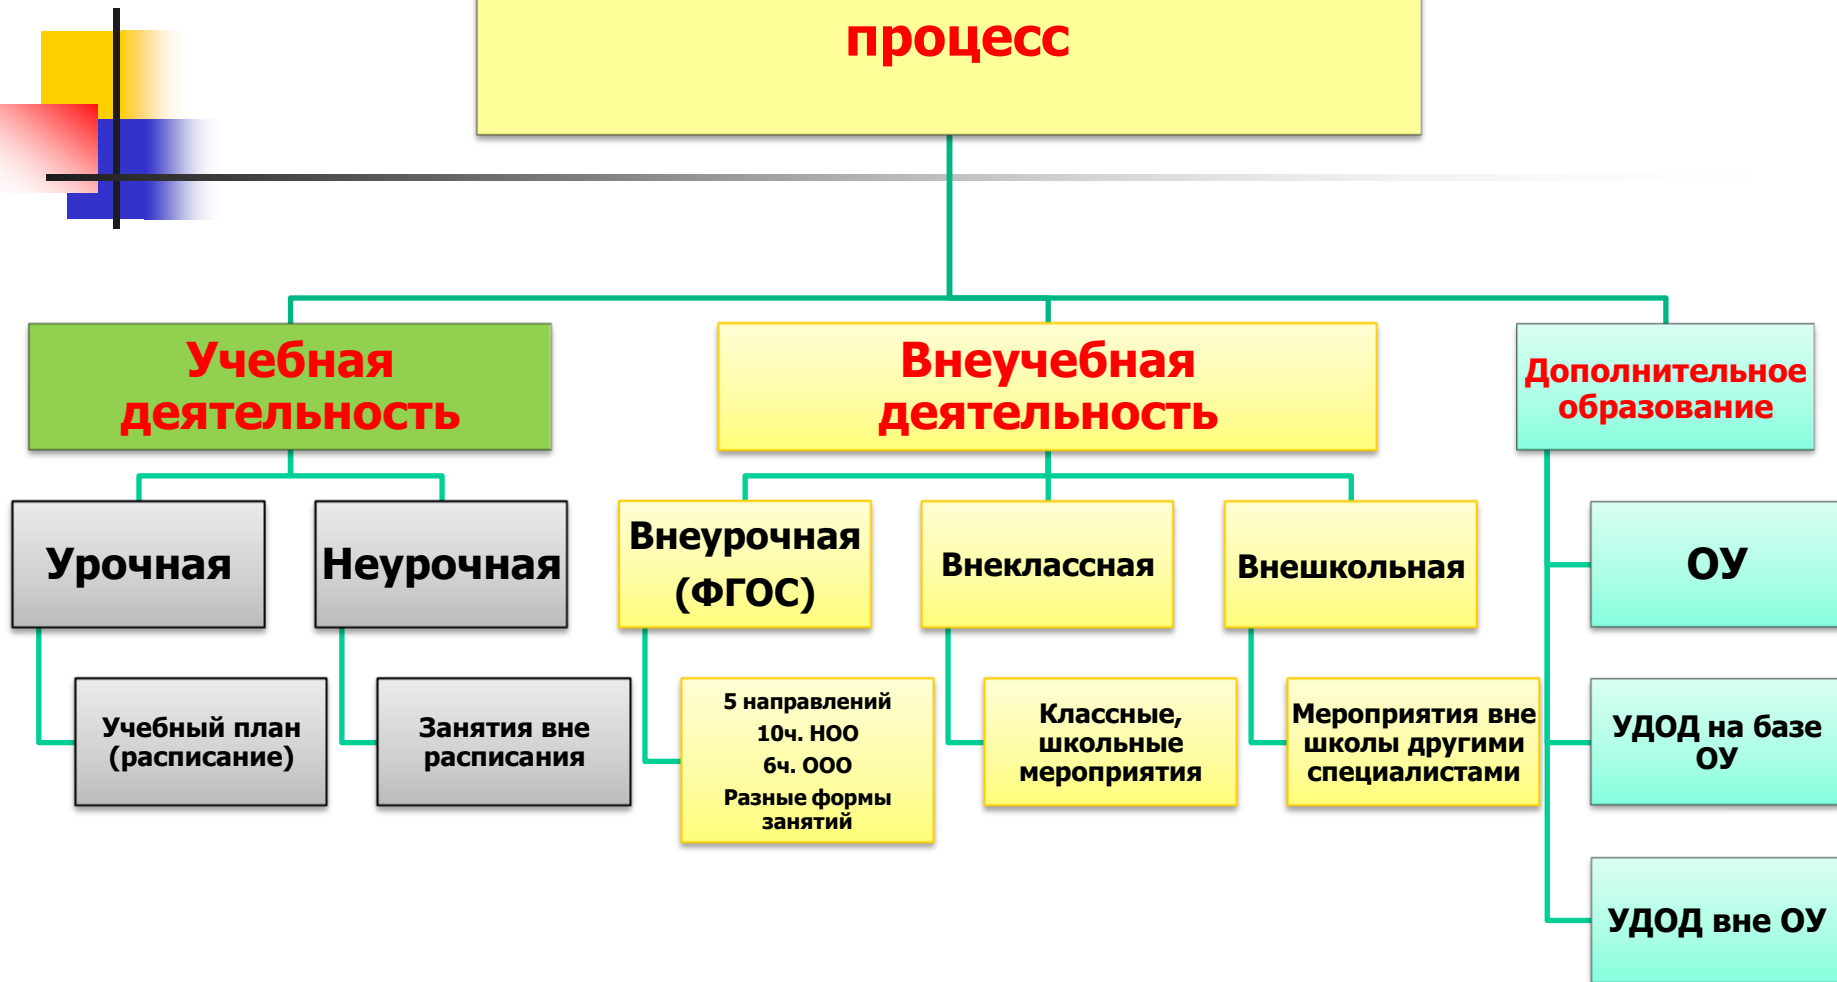 процесс
Учебная
деятельность
Внеучебная
деятельность
Дополнительное
образование
Урочная
Неурочная
Внеурочная
(ФГОС)
Внеклассная
Внешкольная
ОУ
Учебный план
(расписание)
Занятия вне
расписания
5 направлений
10ч. НОО
6ч. ООО
Разные формы
занятий
Классные,
школьные
мероприятия
Мероприятия вне
школы другими
специалистами
УДОД на базе
ОУ
УДОД вне ОУ